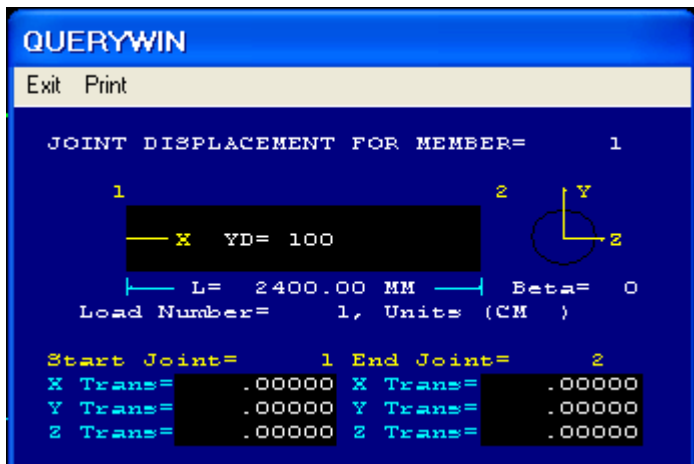 QUERYWIN
Exit Print
JOINT DISPLACEMENT FOR MEMBER= 1
1 2 Y
X YD= 100 Z
L= 2400.00 MM Beta= 0
Load Number= 1, Units (CM )
Start Joint= 1 End Joint= 2
X Trans= .00000 X Trans= .00000
Y Trans= .00000 Y Trans= .00000
Z Trans= .00000 Z Trans= .00000